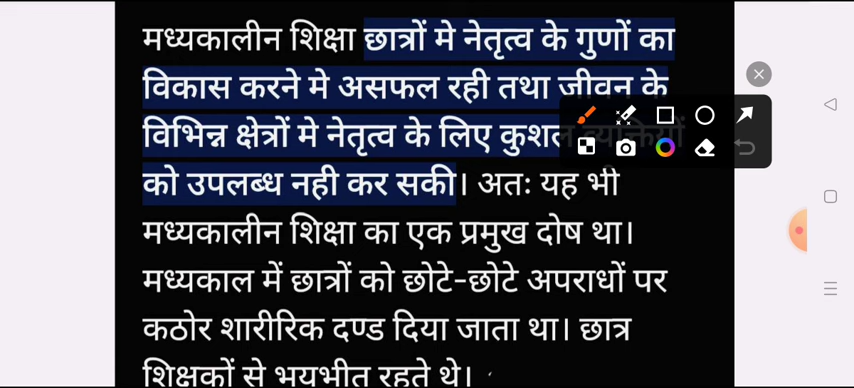 मध्यकालीन शिक्षा छात्रों मे नेतृत्व के गुणों का
विकास करने मे असफल रही तथा जीवन के
विभिन्न क्षेत्रों मे नेतृत्व के लिए कुशल व्यक्तियों
को उपलब्ध नही कर सकी। अतः यह भी
मध्यकालीन शिक्षा का एक प्रमुख दोष था।
मध्यकाल में छात्रों को छोटे-छोटे अपराधों पर
कठोर शारीरिक दण्ड दिया जाता था। छात्र
शिक्षकों से भयभीत रहते थे।